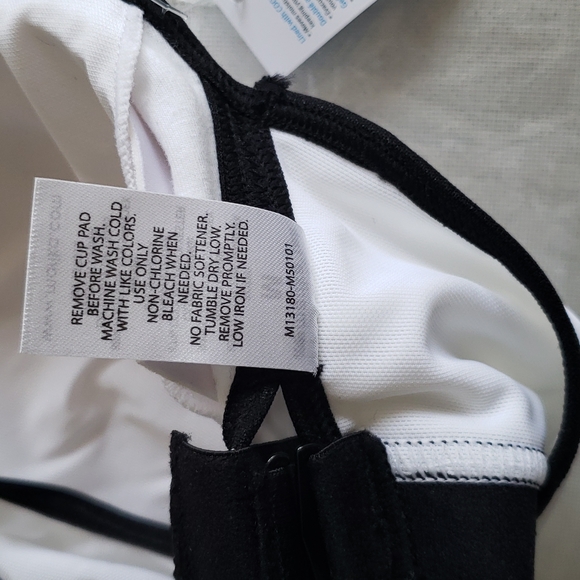 REMOVE CUP PAD
BEFORE WASH.
MACHINE WASH COLD
WITH LIKE COLORS.
USE ONLY
NON-CHLORINE
BLEACH WHEN
NEEDED.
NO FABRIC SOFTENER.
TUMBLE DRY LOW.
REMOVE PROMPTLY.
LOW IRON IF NEEDED.
M13180-M50101